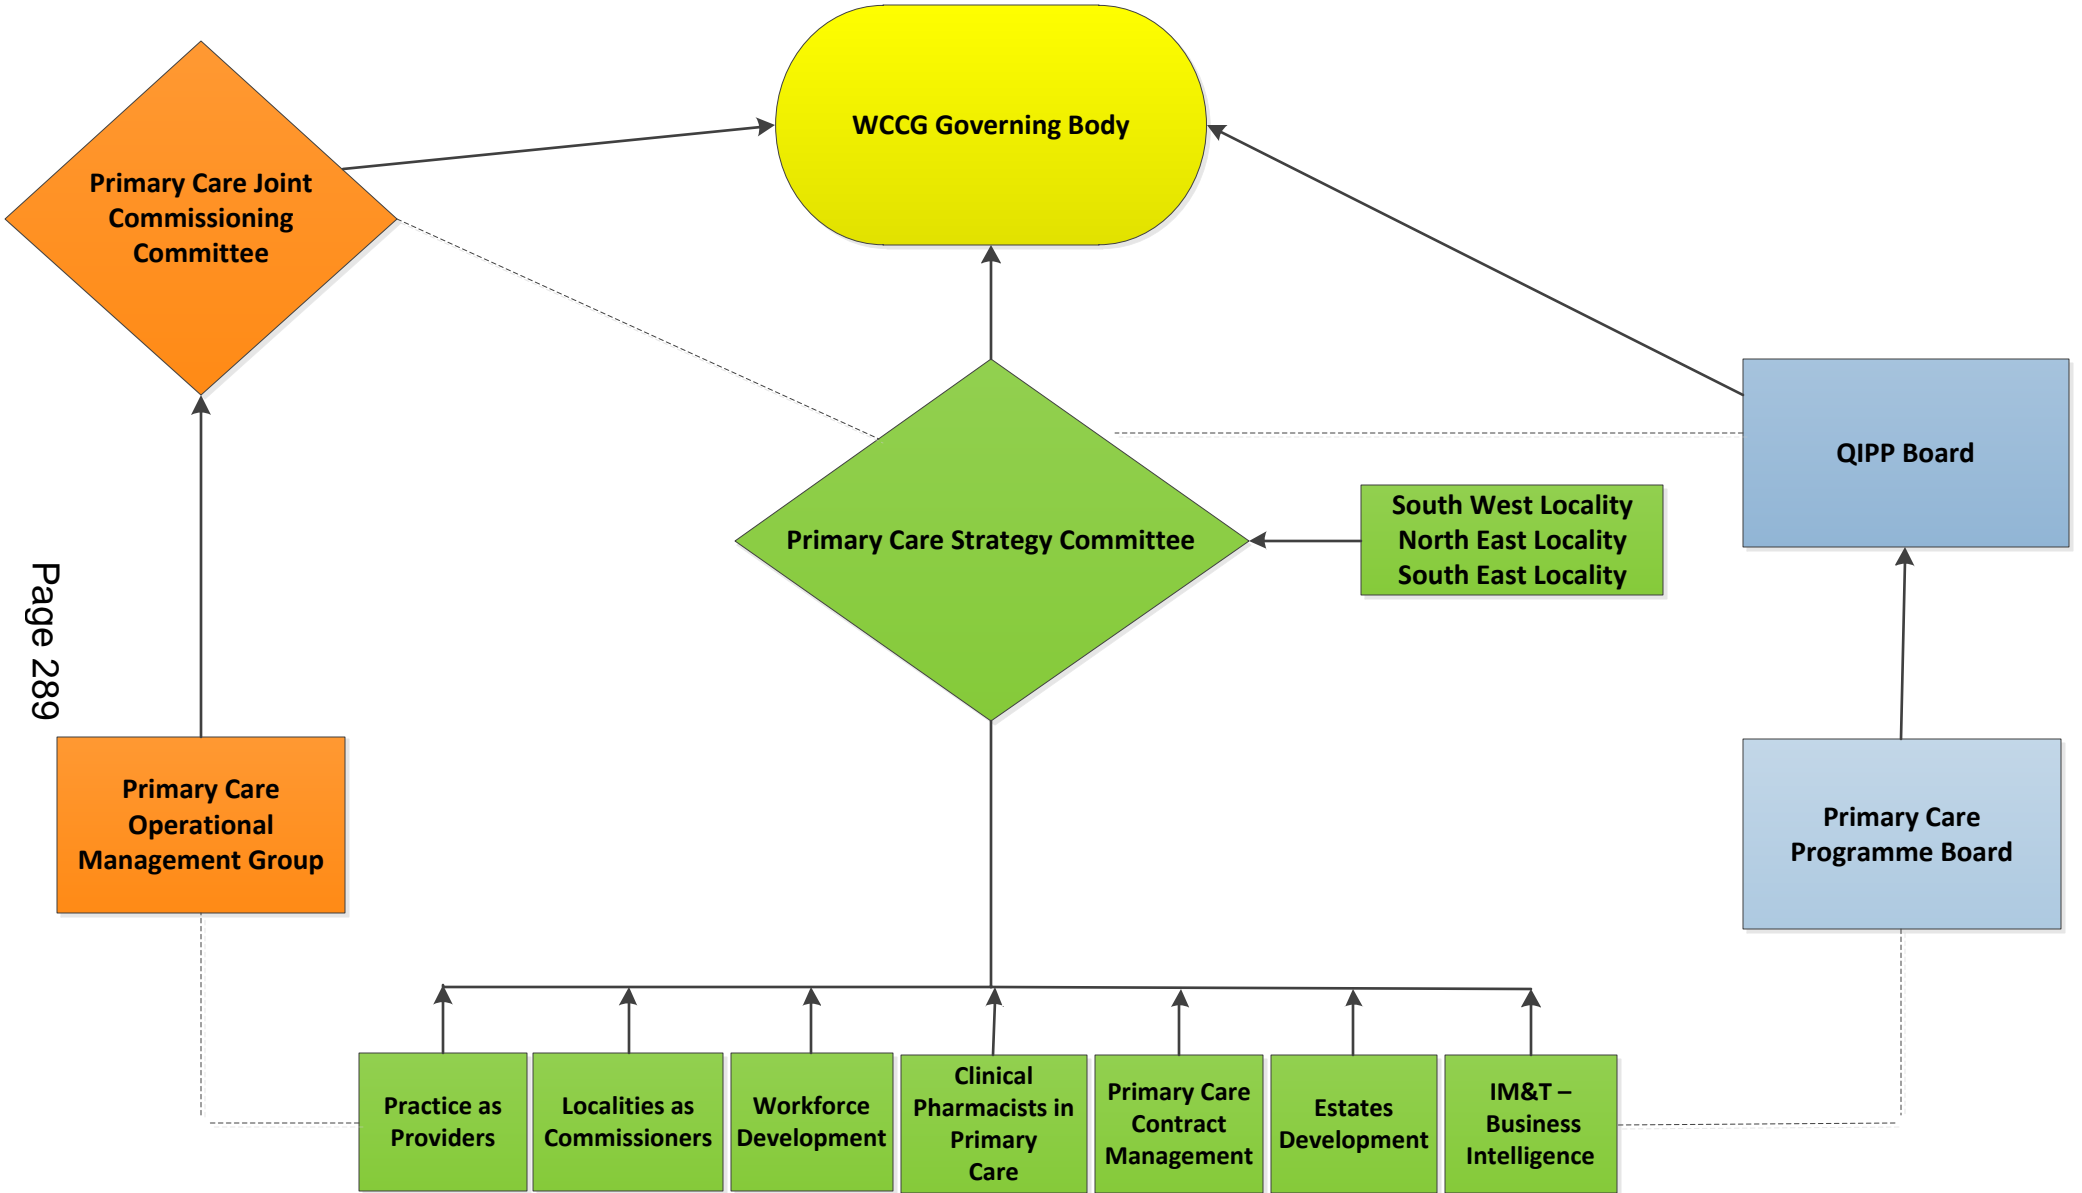 WCCG Governing Body
Primary Care Joint
Commissioning
Committee
QIPP Board
South West Locality
North East Locality
South East Locality
Primary Care Strategy Committee
Page 289
Primary Care
Operational
Management Group
Primary Care
Programme Board
Practice as
Providers
Localities as
Commissioners
Workforce
Development
Clinical
Pharmacists in
Primary
Care
Primary Care
Contract
Management
Estates
Development
IM&T –
Business
Intelligence